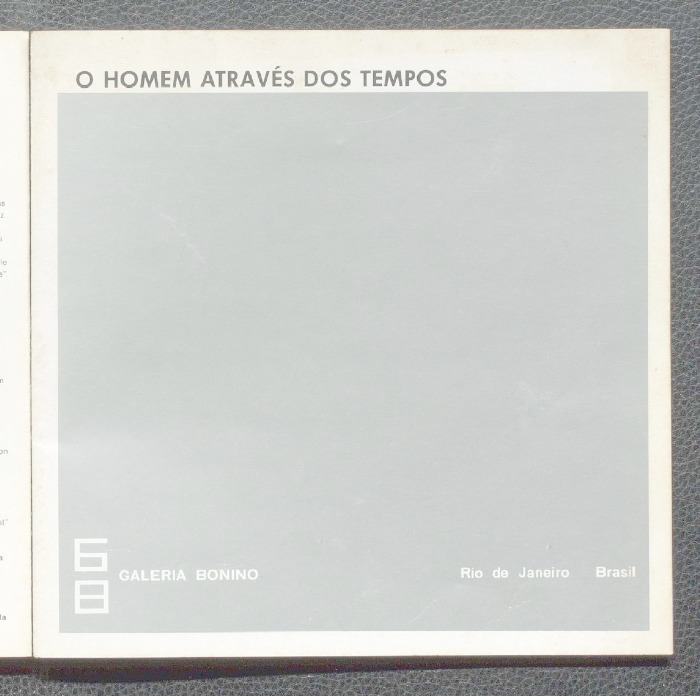 O HOMEM ATRAVÉS DOS TEMPOS
68
GALERIA BONINO
Rio de Janeiro Brasil